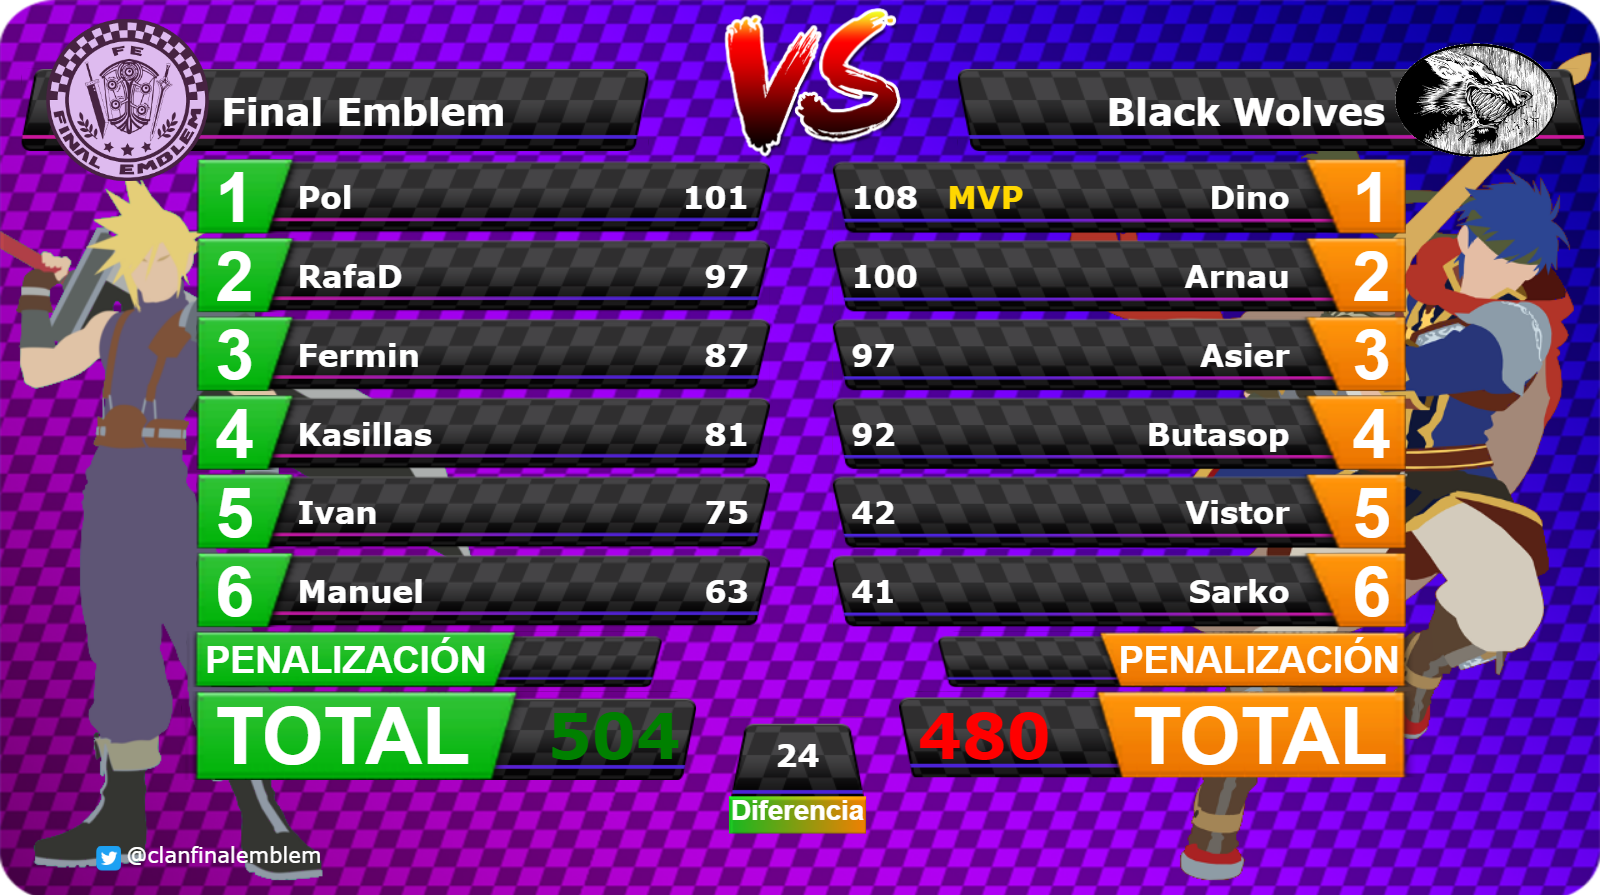 VS
FE
FINAL EMBLEM
Final Emblem
Black Wolves
1 Pol 101
108 MVP Dino 1
2 RafaD 97
100 Arnau 2
3 Fermin 87
97 Asier 3
4 Kasillas 81
92 Butasop 4
5 Ivan 75
42 Vistor 5
6 Manuel 63
41 Sarko 6
PENALIZACIÓN
PENALIZACIÓN
TOTAL 504
480 TOTAL
24
Diferencia
@clanfinalemblem